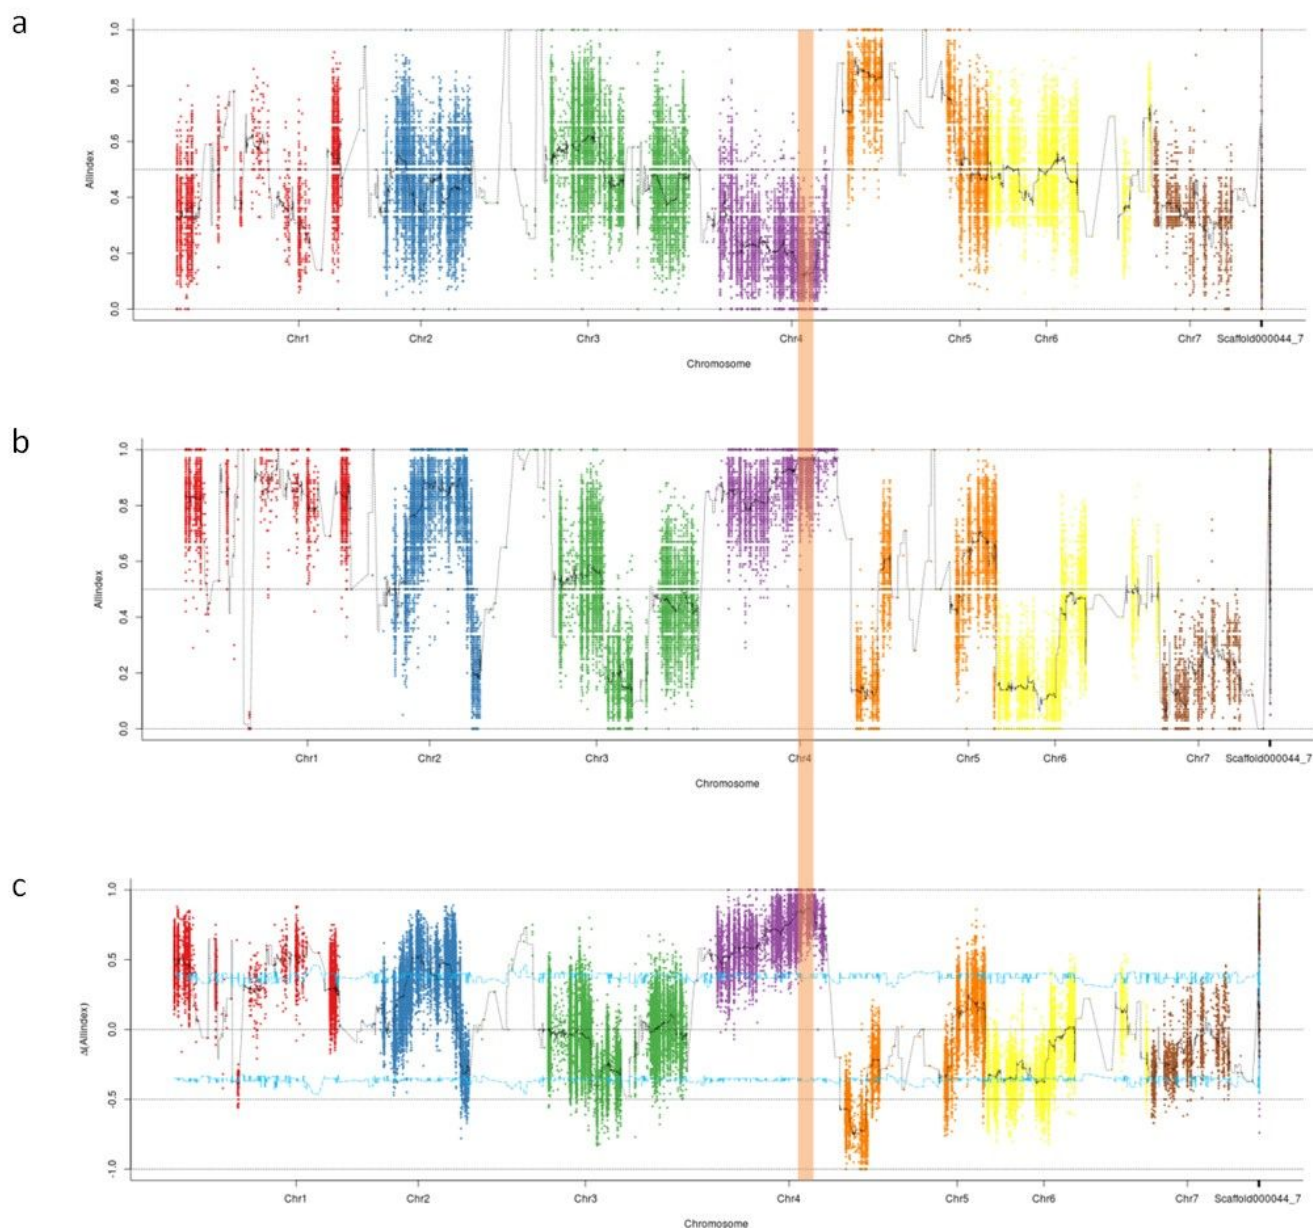 a
1.0
0.8
0.6
0.4
0.2
0.0
Allindex
Chr1 Chr2 Chr3 Chr4 Chr5 Chr6 Chr7 Scaffold000044_7
Chromosome
b
1.0
0.8
0.6
0.4
0.2
0.0
Allindex
Chr1 Chr2 Chr3 Chr4 Chr5 Chr6 Chr7 Scaffold000044_7
Chromosome
c
1.0
0.5
0.0
-0.5
-1.0
Δ(Allindex)
Chr1 Chr2 Chr3 Chr4 Chr5 Chr6 Chr7 Scaffold000044_7
Chromosome